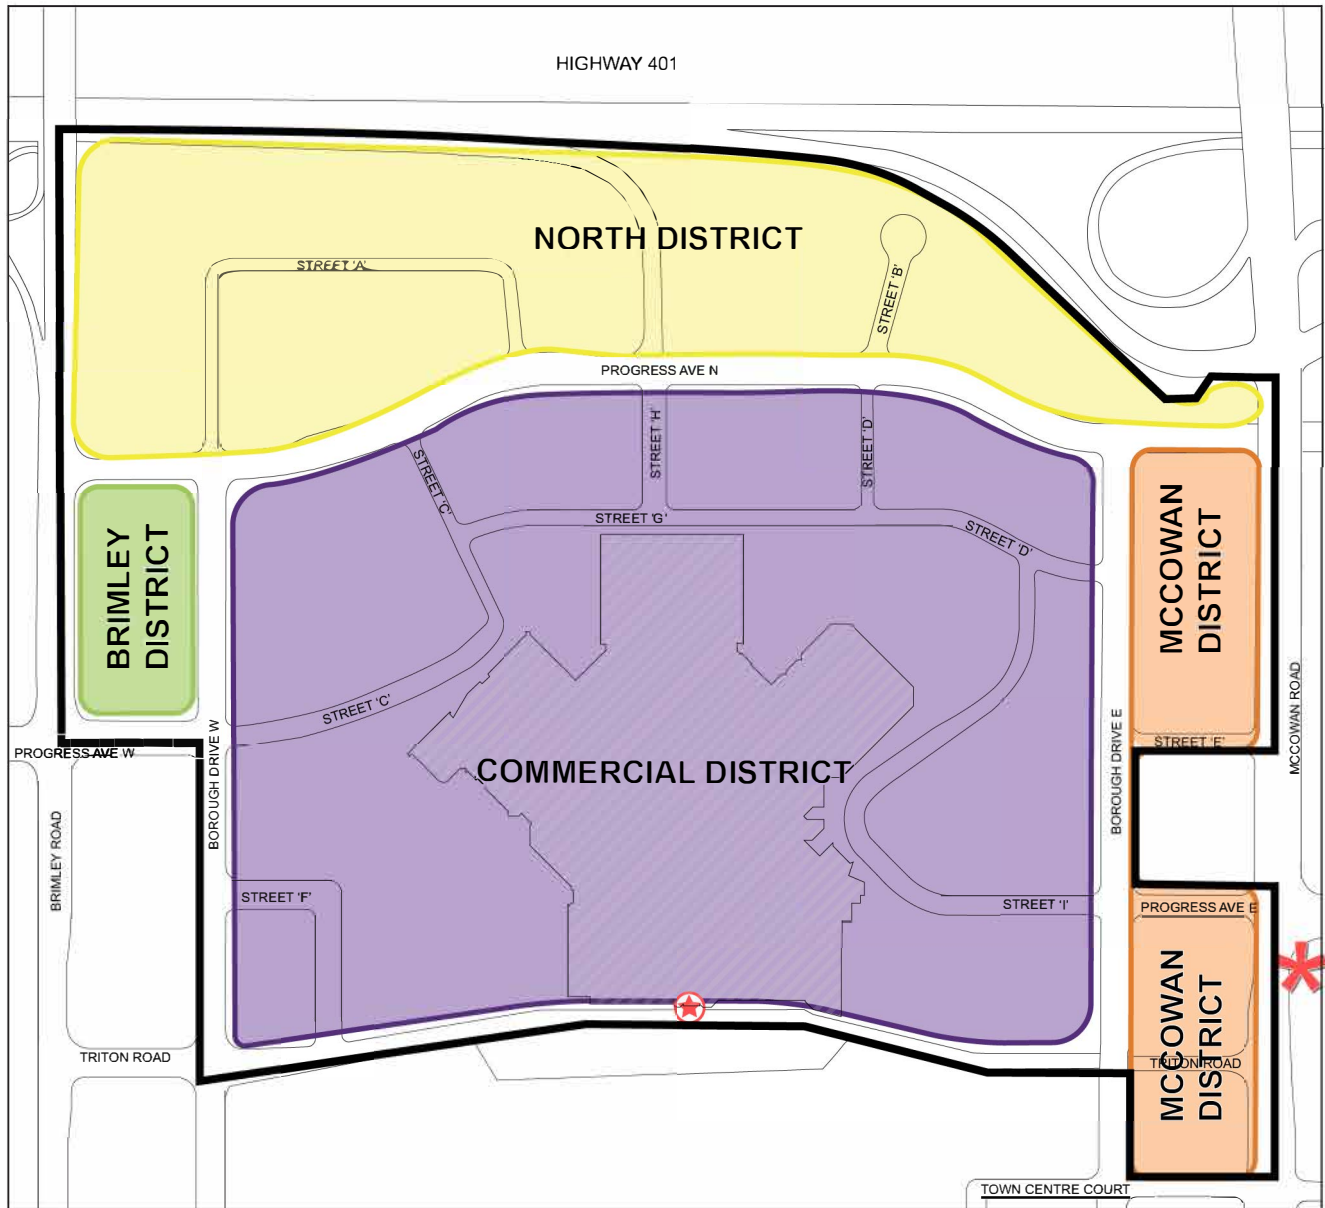 HIGHWAY 401
NORTH DISTRICT
STREET 'A'
STREET 'B'
PROGRESS AVE N
STREET 'H'
STREET 'D'
STREET 'C'
STREET 'G'
STREET 'D'
BRIMLEY
DISTRICT
MCCOWAN
DISTRICT
STREET 'C'
PROGRESS AVE W
BOROUGH DRIVE W
COMMERCIAL DISTRICT
BOROUGH DRIVE E
STREET 'E'
MCCOWAN ROAD
BRIMLEY ROAD
STREET 'F'
STREET 'I'
PROGRESS AVE E
MCCOWAN
DISTRICT
TRITON ROAD
TRITON ROAD
TOWN CENTRE COURT